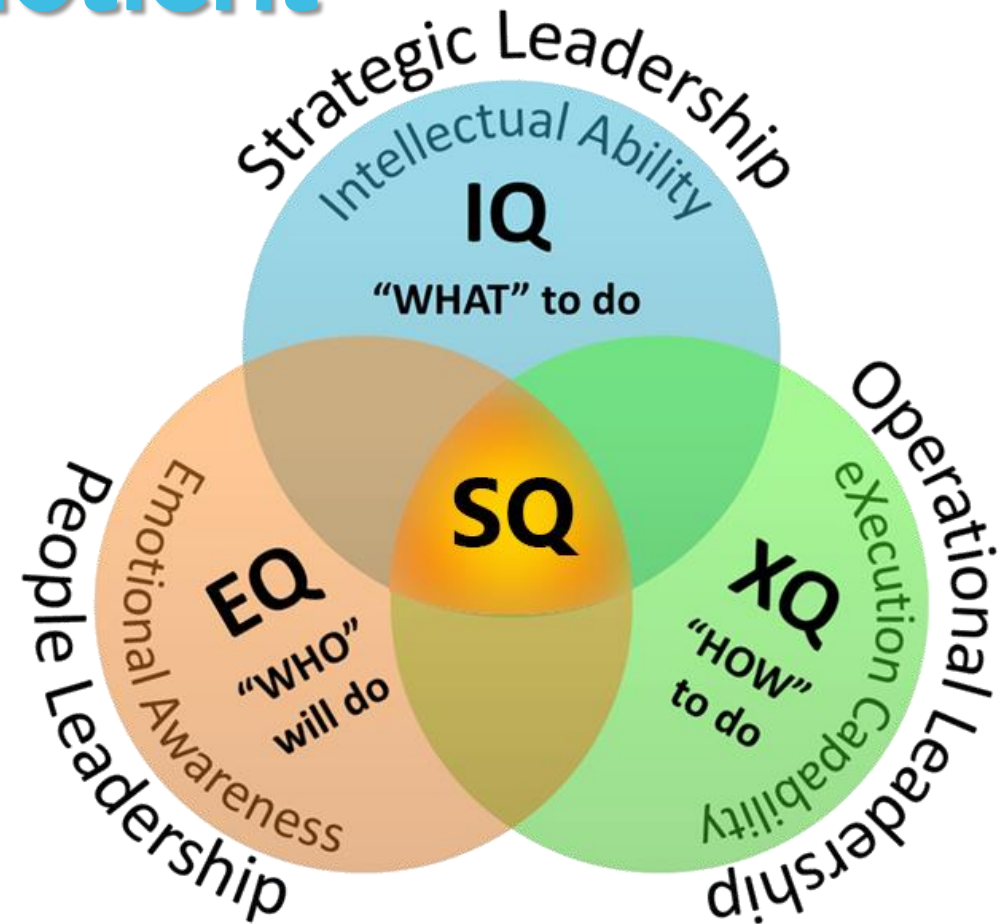 Strategic Leadership
Intellectual Ability
IQ
“WHAT” to do
SQ
People Leadership
Emotional Awareness
EQ
“WHO”
will do
Operational Leadership
eXecution Capability
XQ
“HOW”
to do